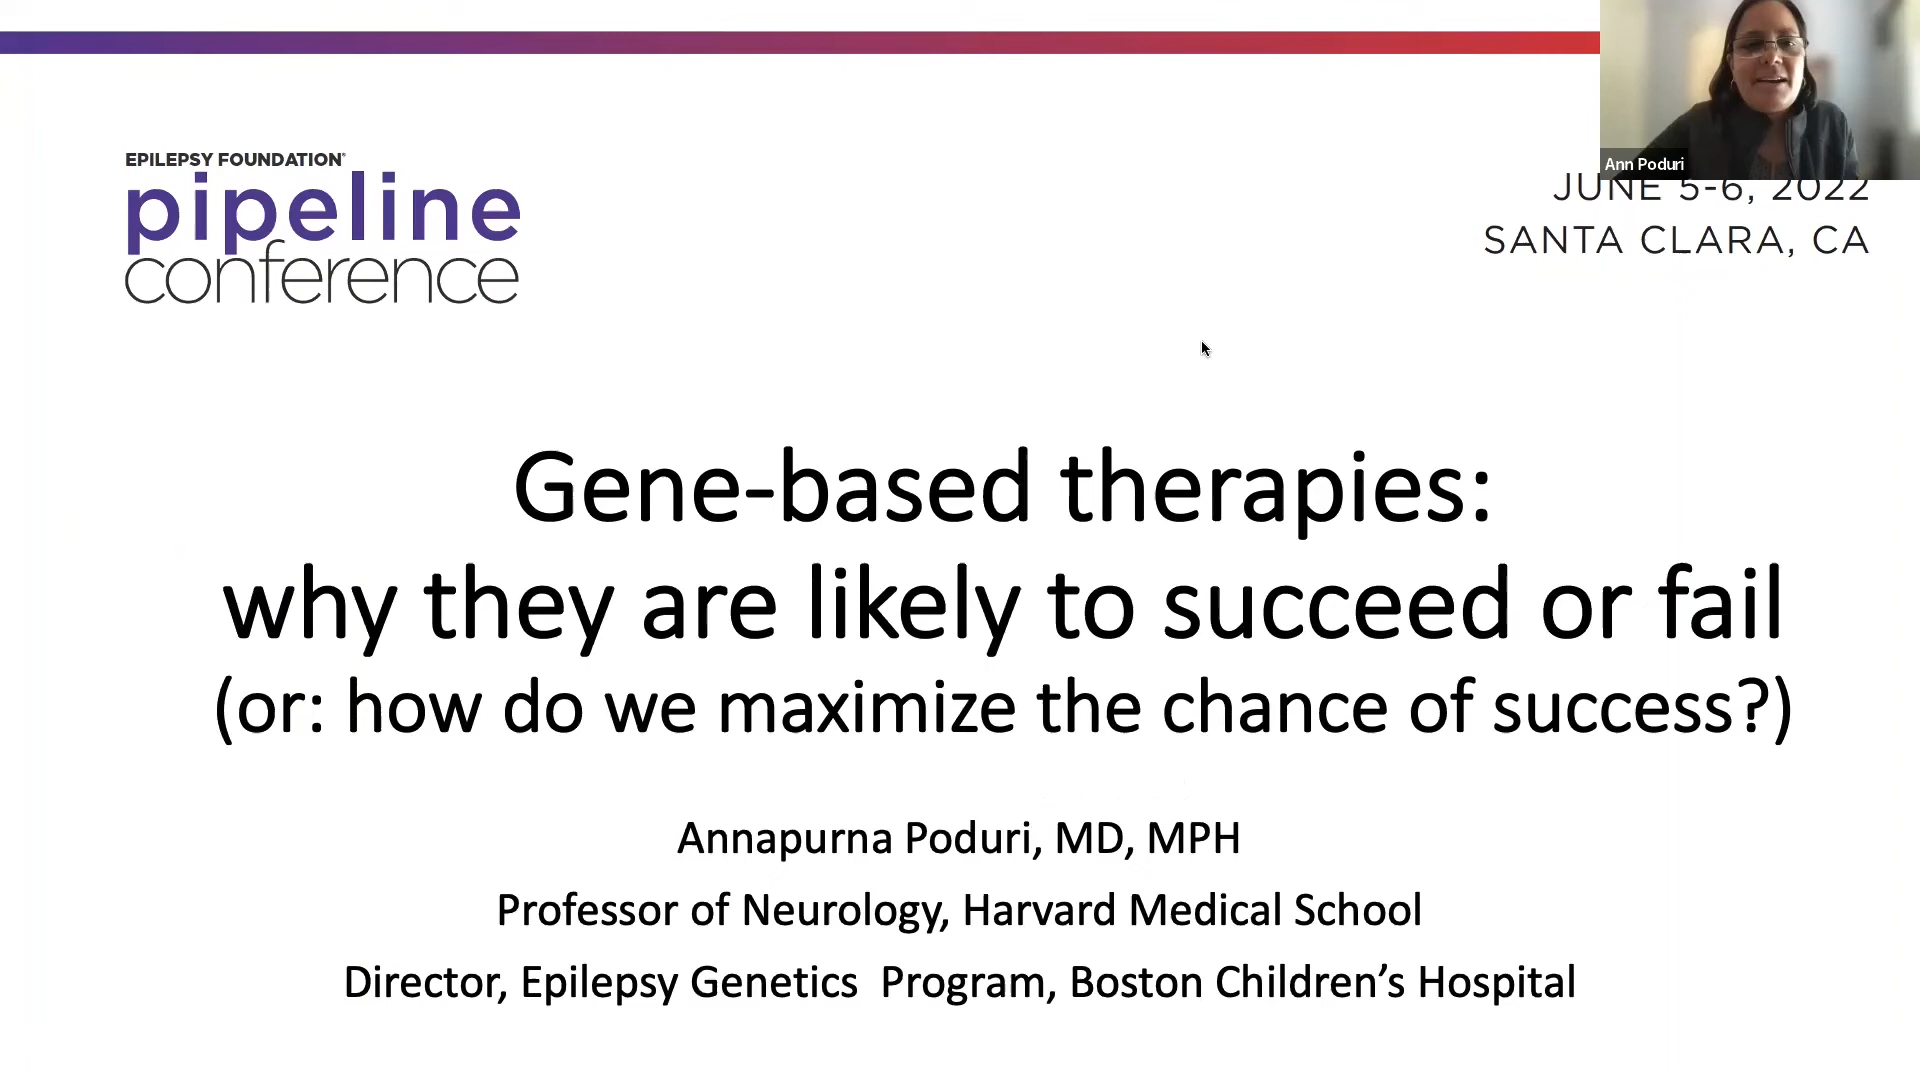 EPILEPSY FOUNDATION®
pipeline
conference
Ann Poduri
JUNE 5-6, 2022
SANTA CLARA, CA
Gene-based therapies:
why they are likely to succeed or fail
(or: how do we maximize the chance of success?)
Annapurna Poduri, MD, MPH
Professor of Neurology, Harvard Medical School
Director, Epilepsy Genetics  Program, Boston Children’s Hospital